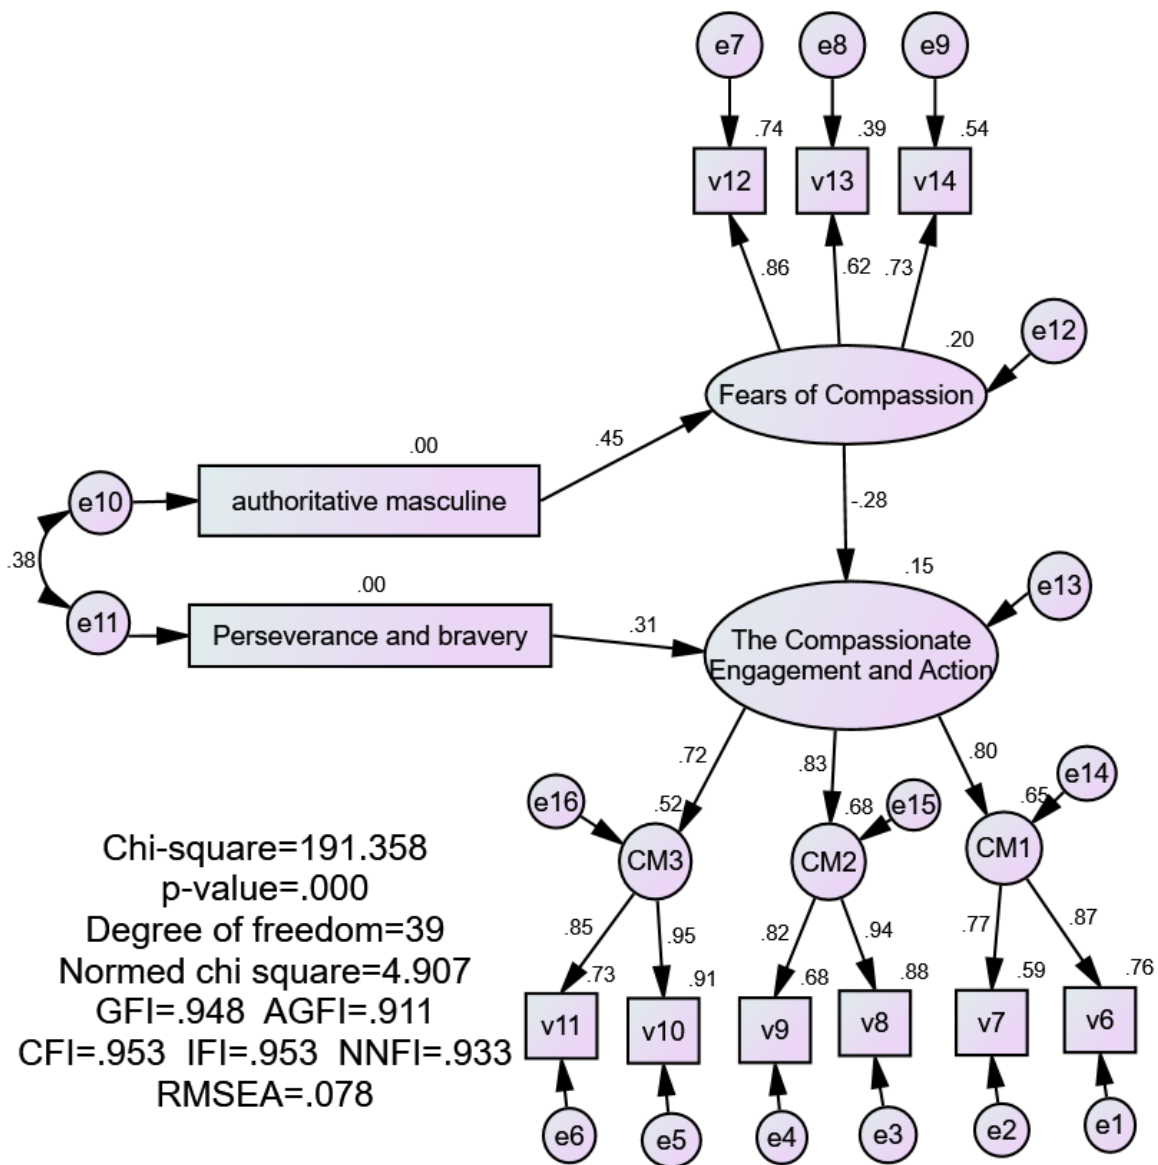 e7 e8 e9
.74 .39 .54
v12 v13 v14
.86 .62 .73
.20 e12
Fears of Compassion
.00 .45
e10 authoritative masculine
-.28
.38
.00 .15 e13
e11 Perseverance and bravery .31
The Compassionate
Engagement and Action
.72 .83 .80
e16 .52 .68 e15 .65 e14
CM3 CM2 CM1
.85 .95 .82 .94 .77 .87
.73 .91 .68 .88 .59 .76
v11 v10 v9 v8 v7 v6
e6 e5 e4 e3 e2 e1
Chi-square=191.358
p-value=.000
Degree of freedom=39
Normed chi square=4.907
GFI=.948 AGFI=.911
CFI=.953 IFI=.953 NNFI=.933
RMSEA=.078